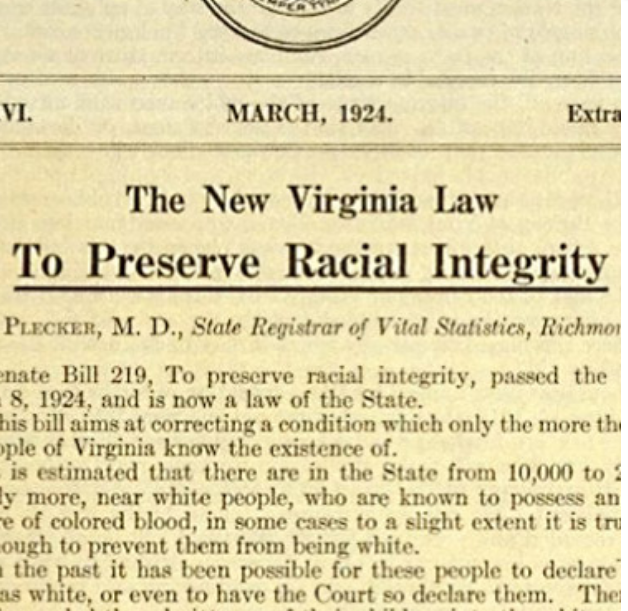 VI. MARCH, 1924. Extra
The New Virginia Law
To Preserve Racial Integrity
PLECKER, M. D., State Registrar of Vital Statistics, Richmon
enate Bill 219, To preserve racial integrity, passed the
8, 1924, and is now a law of the State.
his bill aims at correcting a condition which only the more tho
ople of Virginia know the existence of.
is estimated that there are in the State from 10,000 to 2
ly more, near white people, who are known to possess an
re of colored blood, in some cases to a slight extent it is tru
ough to prevent them from being white.
the past it has been possible for these people to declare
as white, or even to have the Court so declare them. The